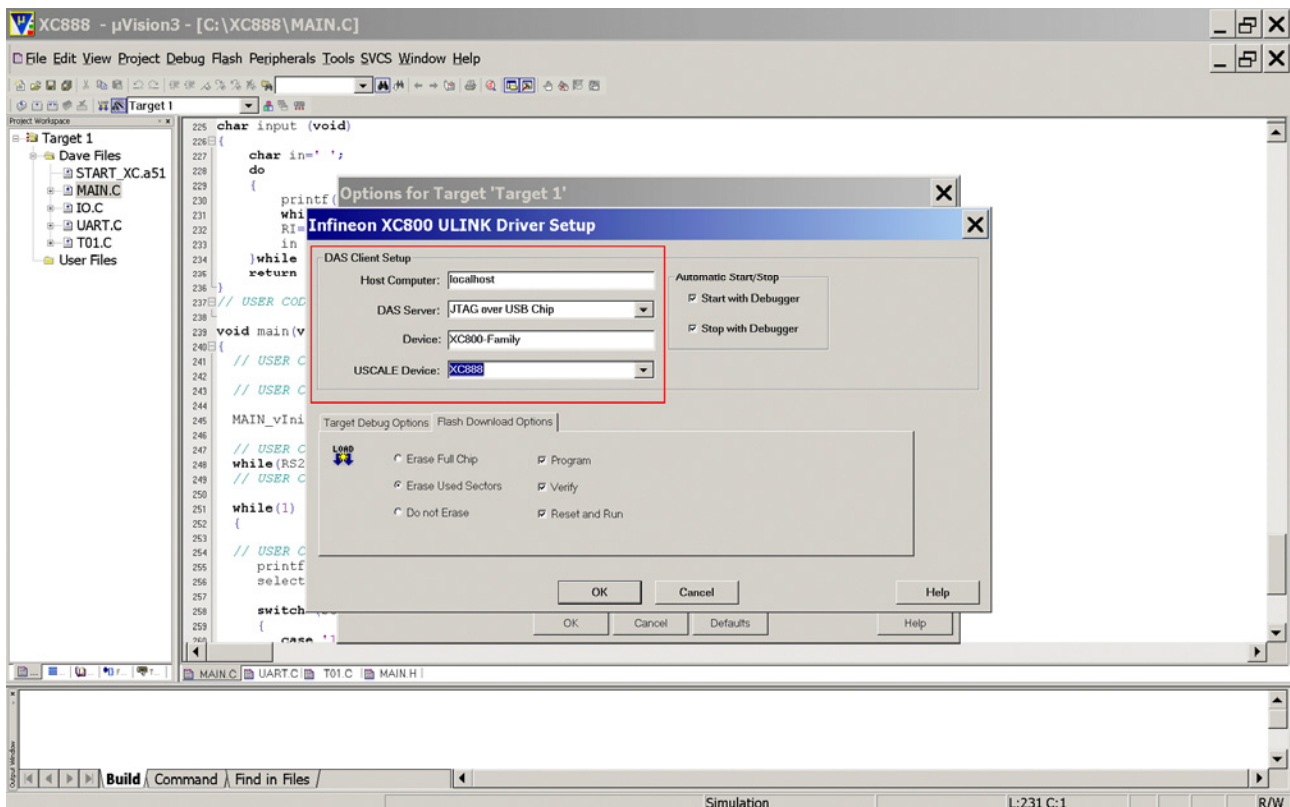 XC888 - µVision3 - [C:\XC888\MAIN.C]
File Edit View Project Debug Flash Peripherals Tools SVCS Window Help
Target 1
Project Workspace
Target 1
Dave Files
START_XC.a51
MAIN.C
IO.C
UART.C
T01.C
User Files
225 char input (void)
226 {
227 char in=' ';
228 do
229 {
230 printf(
231 whi
232 RI=
233 in
234 }while
235 return
236 }
237 // USER COD
238
239 void main(v
240 {
241 // USER C
242
243 // USER C
244
245 MAIN_vIni
246
247 // USER C
248 while(RS2
249 // USER C
250
251 while(1)
252 {
253
254 // USER C
255 printf
256 select
257
258 switch
259 {
260 case '1
Options for Target 'Target 1'
Infineon XC800 ULINK Driver Setup
DAS Client Setup
Host Computer: localhost
DAS Server: JTAG over USB Chip
Device: XC800-Family
USCALE Device: XC888
Automatic Start/Stop
Start with Debugger
Stop with Debugger
Target Debug Options Flash Download Options
LOAD
Erase Full Chip Program
Erase Used Sectors Verify
Do not Erase Reset and Run
OK Cancel Help
OK Cancel Defaults Help
MAIN.C UART.C T01.C MAIN.H
Output Window
Build Command Find in Files
Simulation L:231 C:1 R/W